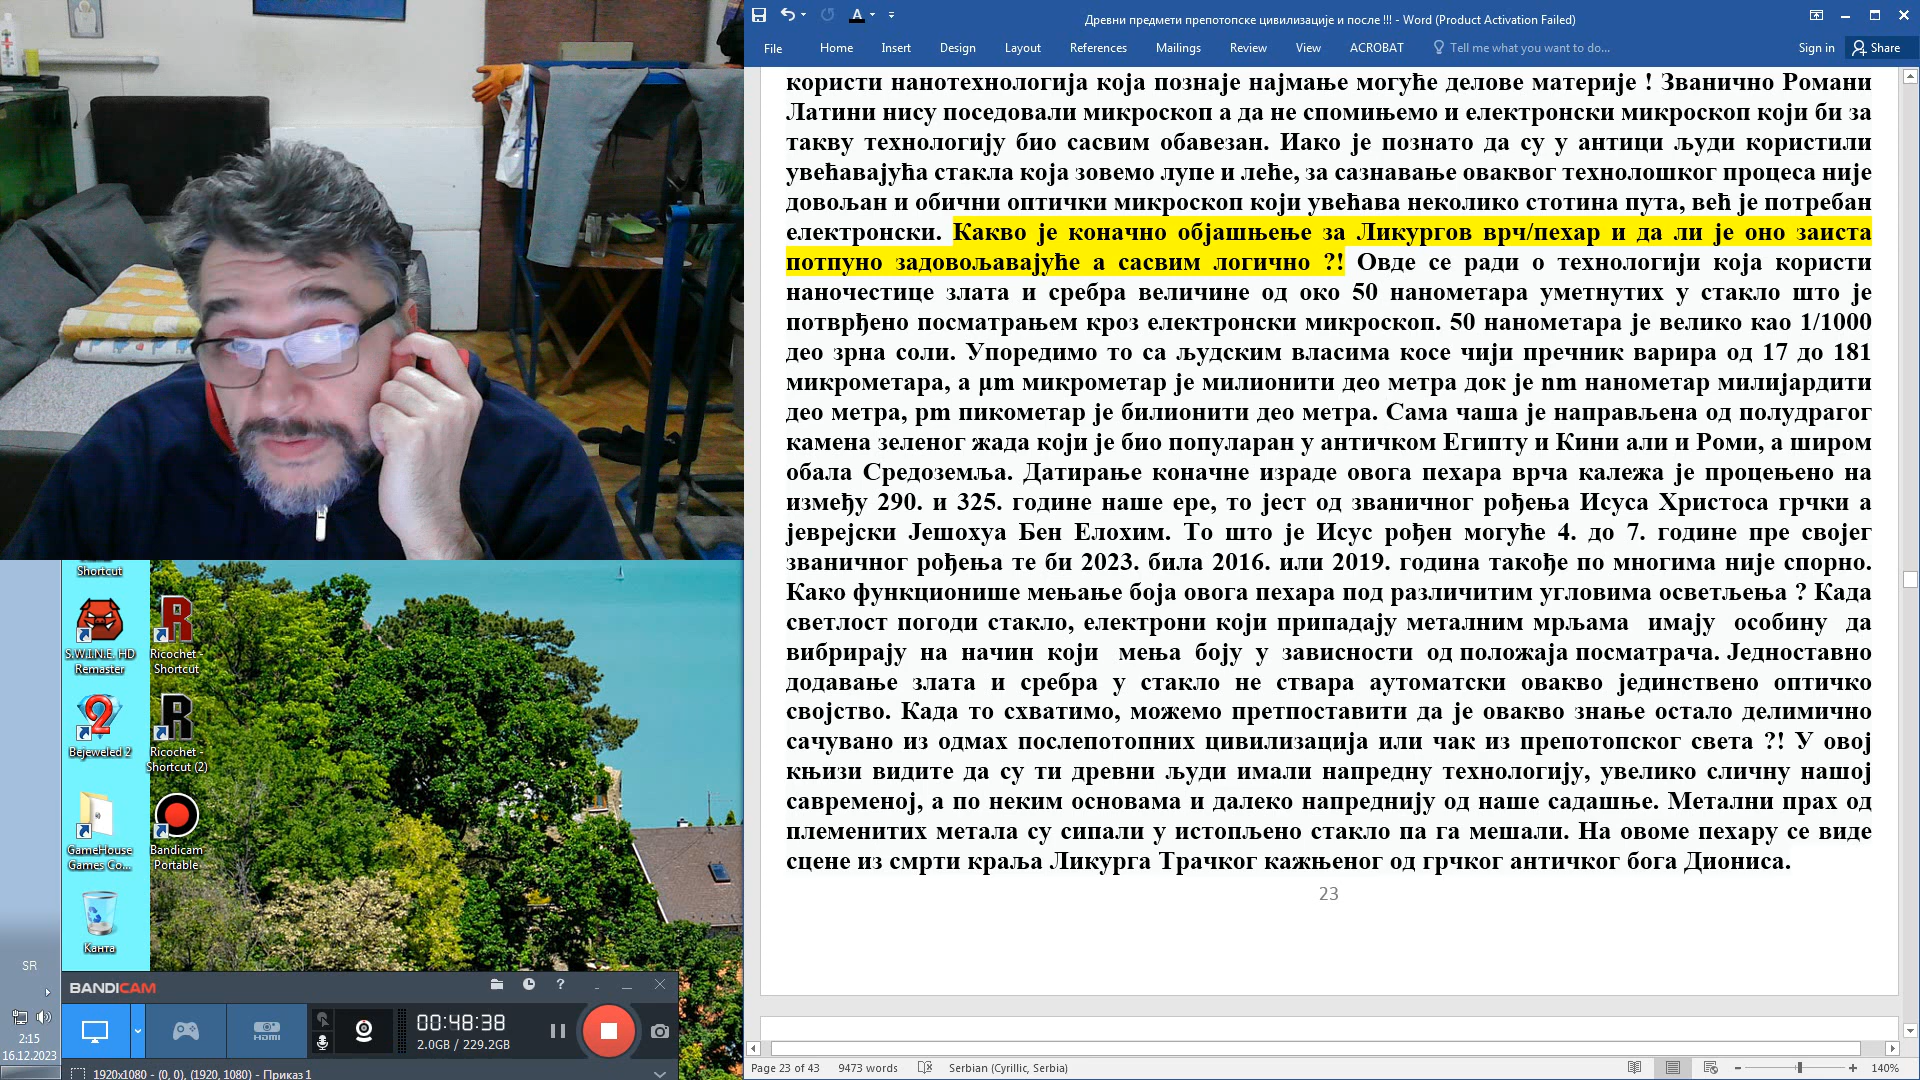 Древни предмети препотопске цивилизације и после !!! - Word (Product Activation Failed)
File Home Insert Design Layout References Mailings Review View ACROBAT Tell me what you want to do... Sign in Share
користи нанотехнологија која познаје најмање могуће делове материје ! Званично Романи
Латини нису поседовали микроскоп а да не спомињемо и електронски микроскоп који би за
такву технологију био сасвим обавезан. Иако је познато да су у антици људи користили
увећавајућа стакла која зовемо лупе и леће, за сазнавање оваквог технолошког процеса није
довољан и обични оптички микроскоп који увећава неколико стотина пута, већ је потребан
електронски. Какво је коначно објашњење за Ликургов врч/пехар и да ли је оно заиста
потпуно задовољавајуће а сасвим логично ?! Овде се ради о технологији која користи
наночестице злата и сребра величине од око 50 нанометара уметнутих у стакло што је
потврђено посматрањем кроз електронски микроскоп. 50 нанометара је велико као 1/1000
део зрна соли. Упоредимо то са људским власима косе чији пречник варира од 17 до 181
микрометара, а μm микрометар је милионити део метра док је nm нанометар милијардити
део метра, pm пикометар је билионити део метра. Сама чаша је направљена од полудрагог
камена зеленог жада који је био популаран у античком Египту и Кини али и Роми, а широм
обала Средоземља. Датирање коначне израде овога пехара врча калежа је процењено на
између 290. и 325. године наше ере, то јест од званичног рођења Исуса Христоса грчки а
јеврејски Јешохуа Бен Елохим. То што је Исус рођен могуће 4. до 7. године пре својег
званичног рођења те би 2023. била 2016. или 2019. година такође по многима није спорно.
Како функционише мењање боја овога пехара под различитим угловима осветљења ? Када
светлост погоди стакло, електрони који припадају металним мрљама имају особину да
вибрирају на начин који мења боју у зависности од положаја посматрача. Једноставно
додавање злата и сребра у стакло не ствара аутоматски овакво јединствено оптичко
својство. Када то схватимо, можемо претпоставити да је овакво знање остало делимично
сачувано из одмах послепотопних цивилизација или чак из препотопског света ?! У овој
књизи видите да су ти древни људи имали напредну технологију, увелико сличну нашој
савременој, а по неким основама и далеко напреднију од наше садашње. Метални прах од
племенитих метала су сипали у истопљено стакло па га мешали. На овоме пехару се виде
сцене из смрти краља Ликурга Трачког кажњеног од грчког античког бога Диониса.
23
Page 23 of 43 9473 words Serbian (Cyrillic, Serbia) 140%
Shortcut
S.W.I.N.E. HD
Remaster
Ricochet -
Shortcut
Bejeweled 2
Ricochet -
Shortcut (2)
GameHouse
Games Co...
Bandicam
Portable
Канта
SR
2:15
16.12.2023
BANDICAM
HDMI
00:48:38
2.0GB / 229.2GB
1920x1080 - (0, 0), (1920, 1080) - Приказ 1